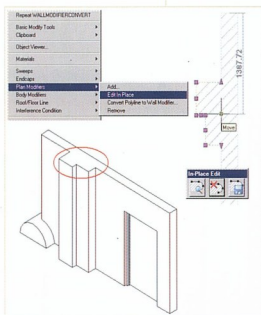 Repeat WALLMODIFIERCONVERT
Basic Modify Tools
Clipboard
Object Viewer...
Materials
Sweeps
Endcaps
Plan Modifiers
Body Modifiers
Roof/Floor Line
Interference Condition
Add...
Edit In Place
Convert Polyline to Wall Modifier...
Remove
1367.72
Move
In-Place Edit